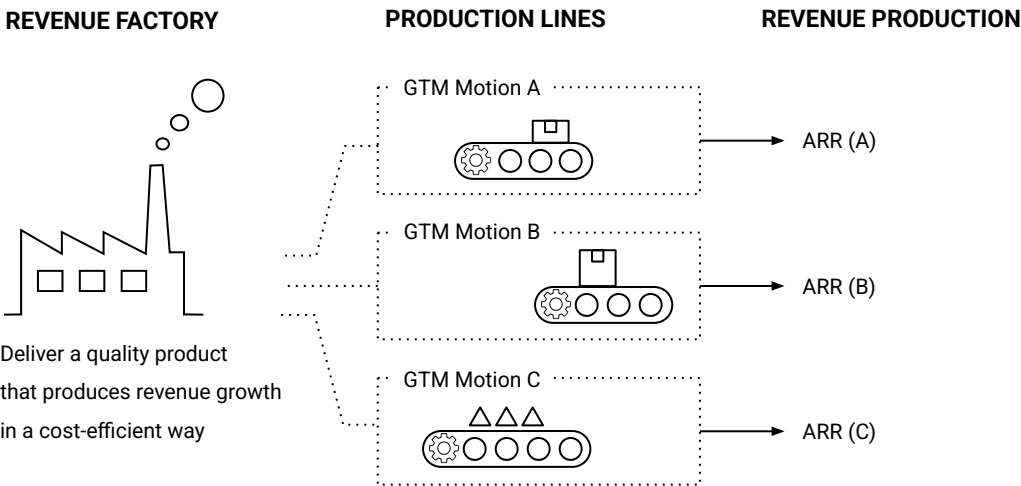 REVENUE FACTORY
PRODUCTION LINES
REVENUE PRODUCTION
GTM Motion A
ARR (A)
GTM Motion B
ARR (B)
Deliver a quality product
that produces revenue growth
in a cost-efficient way
GTM Motion C
ARR (C)